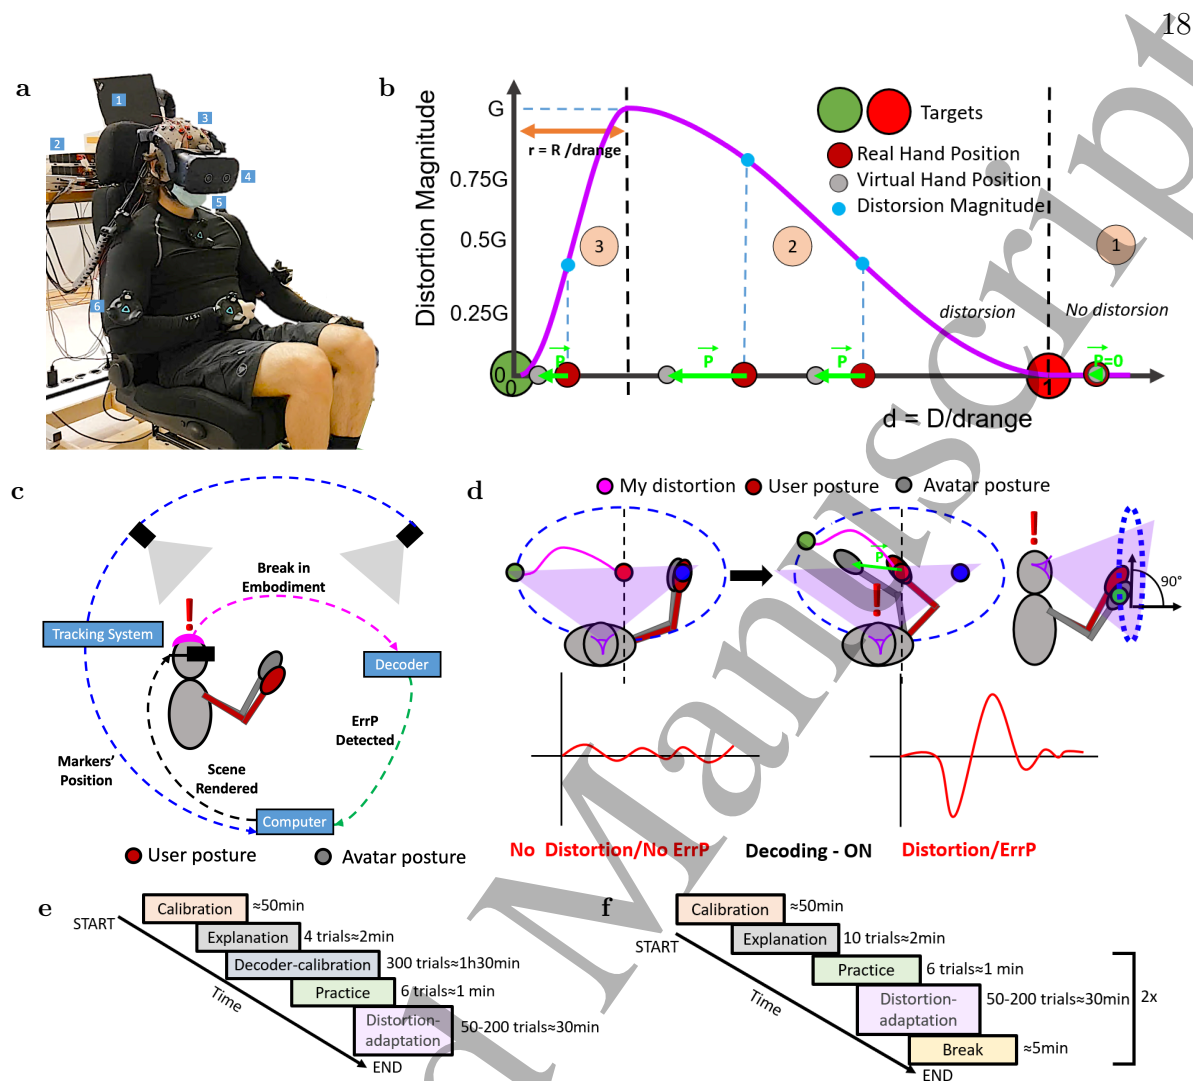 18
a
1
2
3
4
5
6
b
Distortion Magnitude
G
0.75G
0.5G
0.25G
0
0
r = R /drange
Targets
Real Hand Position
Virtual Hand Position
Distorsion Magnitude
3
2
1
distorsion
No distorsion
P
P
P
P=0
1
d = D/drange
c
Break in
Embodiment
!
Tracking System
Decoder
ErrP
Detected
Markers'
Position
Scene
Rendered
Computer
User posture
Avatar posture
d
My distortion
User posture
Avatar posture
P
!
!
90°
No Distortion/No ErrP
Decoding - ON
Distortion/ErrP
e
START
Calibration
≈50min
Explanation
4 trials≈2min
Decoder-calibration
300 trials≈1h30min
Practice
6 trials≈1 min
Distortion-
adaptation
50-200 trials≈30min
Time
END
f
START
Calibration
≈50min
Explanation
10 trials≈2min
Practice
6 trials≈1 min
Distortion-
adaptation
50-200 trials≈30min
2x
Break
≈5min
Time
END
d Manuscript